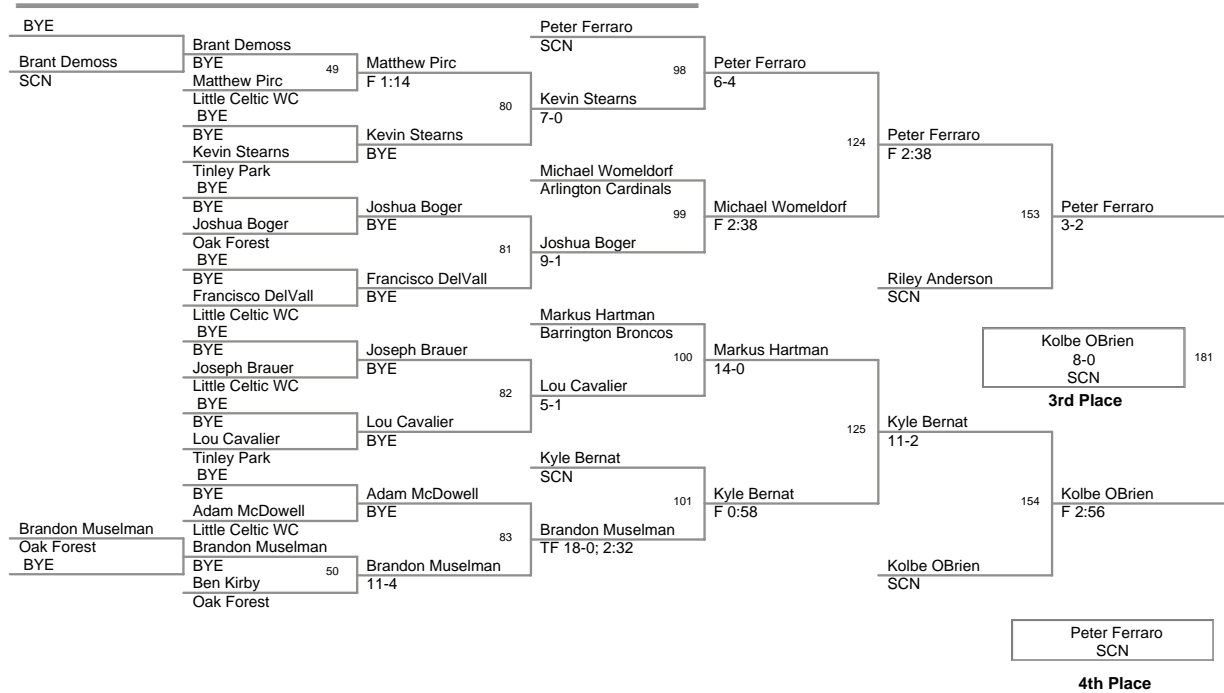 BYE
Brant Demoss
SCN
Brant Demoss
BYE
49
Matthew Pirc
Little Celtic WC
BYE
BYE
Kevin Stearns
Tinley Park
BYE
BYE
Joshua Boger
Oak Forest
BYE
BYE
Francisco DelVall
Little Celtic WC
BYE
BYE
Joseph Brauer
Little Celtic WC
BYE
BYE
Lou Cavalier
Tinley Park
BYE
BYE
Adam McDowell
Little Celtic WC
Brandon Muselman
Oak Forest
BYE
Brandon Muselman
BYE
50
Ben Kirby
Oak Forest
Matthew Pirc
F 1:14
80
Kevin Stearns
BYE
Joshua Boger
BYE
81
Francisco DelVall
BYE
Joseph Brauer
BYE
82
Lou Cavalier
BYE
Adam McDowell
BYE
83
Brandon Muselman
11-4
Peter Ferraro
SCN
98
Kevin Stearns
7-0
Michael Womeldorf
Arlington Cardinals
99
Joshua Boger
9-1
Markus Hartman
Barrington Broncos
100
Lou Cavalier
5-1
Kyle Bernat
SCN
101
Brandon Muselman
TF 18-0; 2:32
Peter Ferraro
6-4
124
Michael Womeldorf
F 2:38
Markus Hartman
14-0
125
Kyle Bernat
F 0:58
Peter Ferraro
F 2:38
153
Riley Anderson
SCN
Kyle Bernat
11-2
154
Kolbe OBrien
SCN
Peter Ferraro
3-2
Kolbe OBrien
8-0
SCN
181
3rd Place
Kolbe OBrien
F 2:56
Peter Ferraro
SCN
4th Place